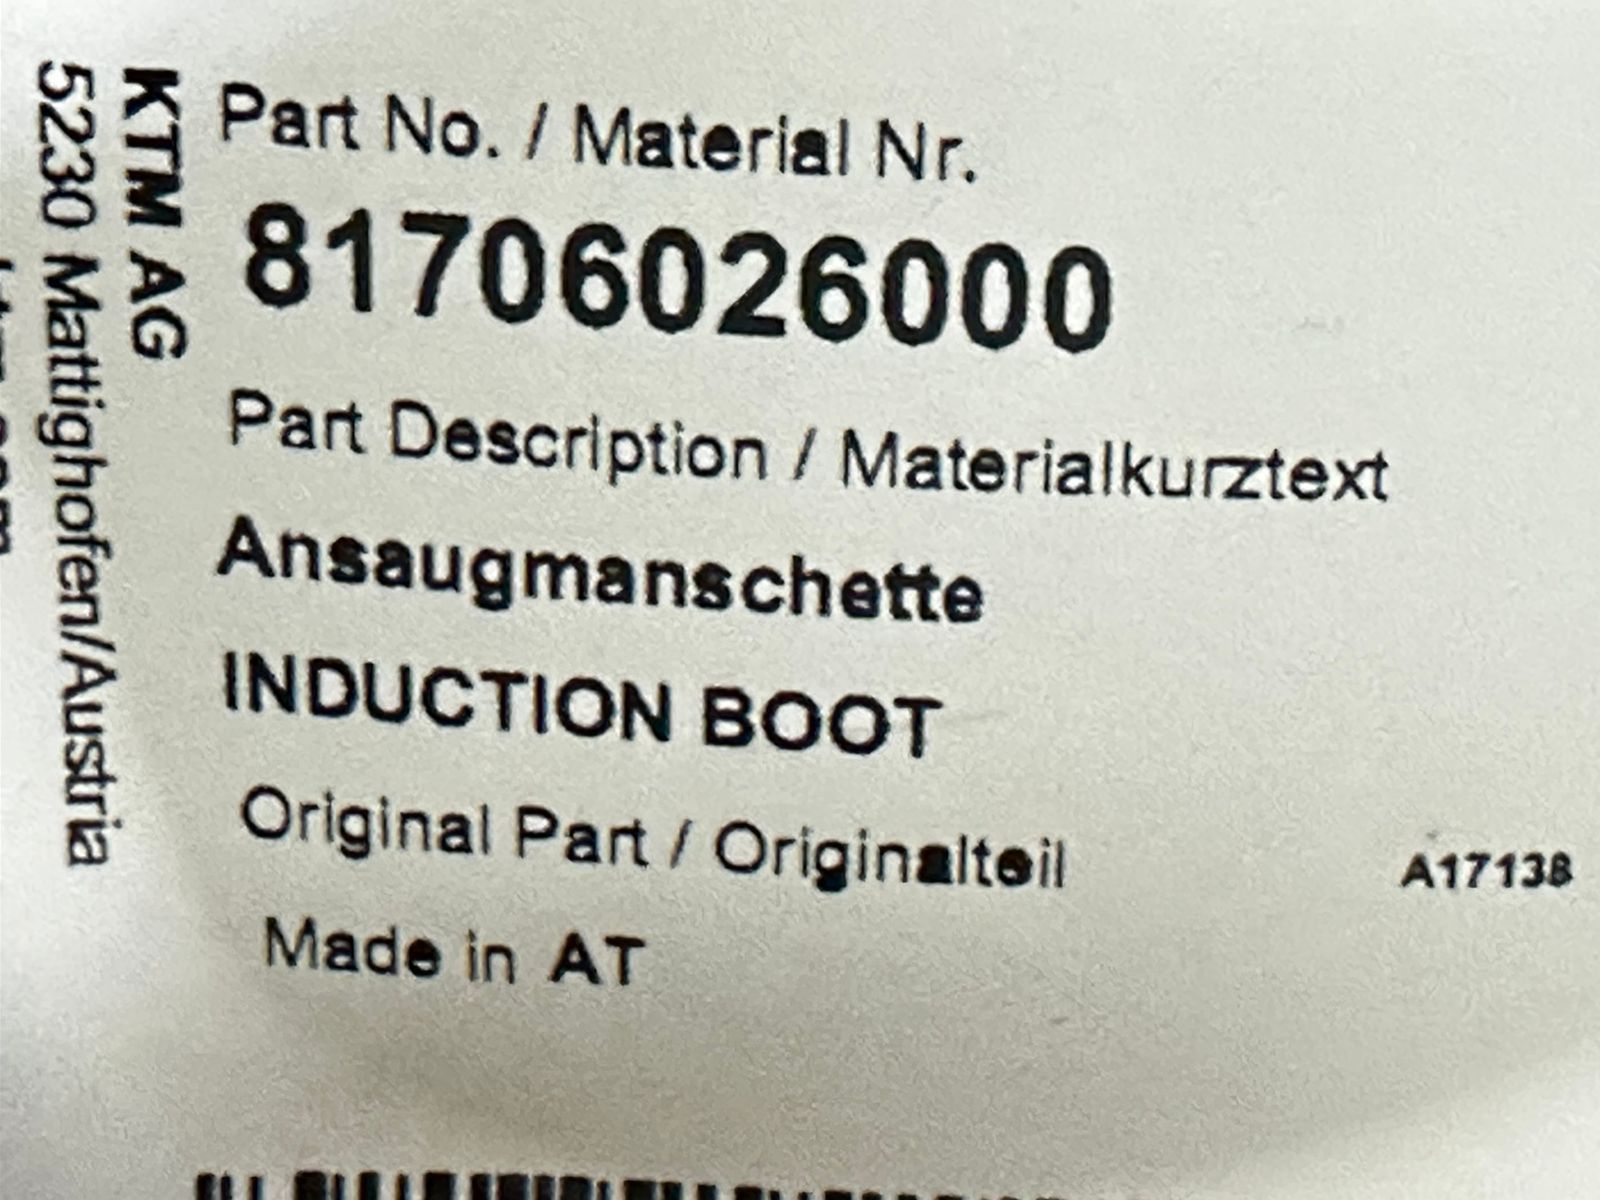 KTM AG
5230 Mattighofen/Austria
Part No. / Material Nr.
81706026000
Part Description / Materialkurztext
Ansaugmanschette
INDUCTION BOOT
Original Part / Originalteil
A17138
Made in AT